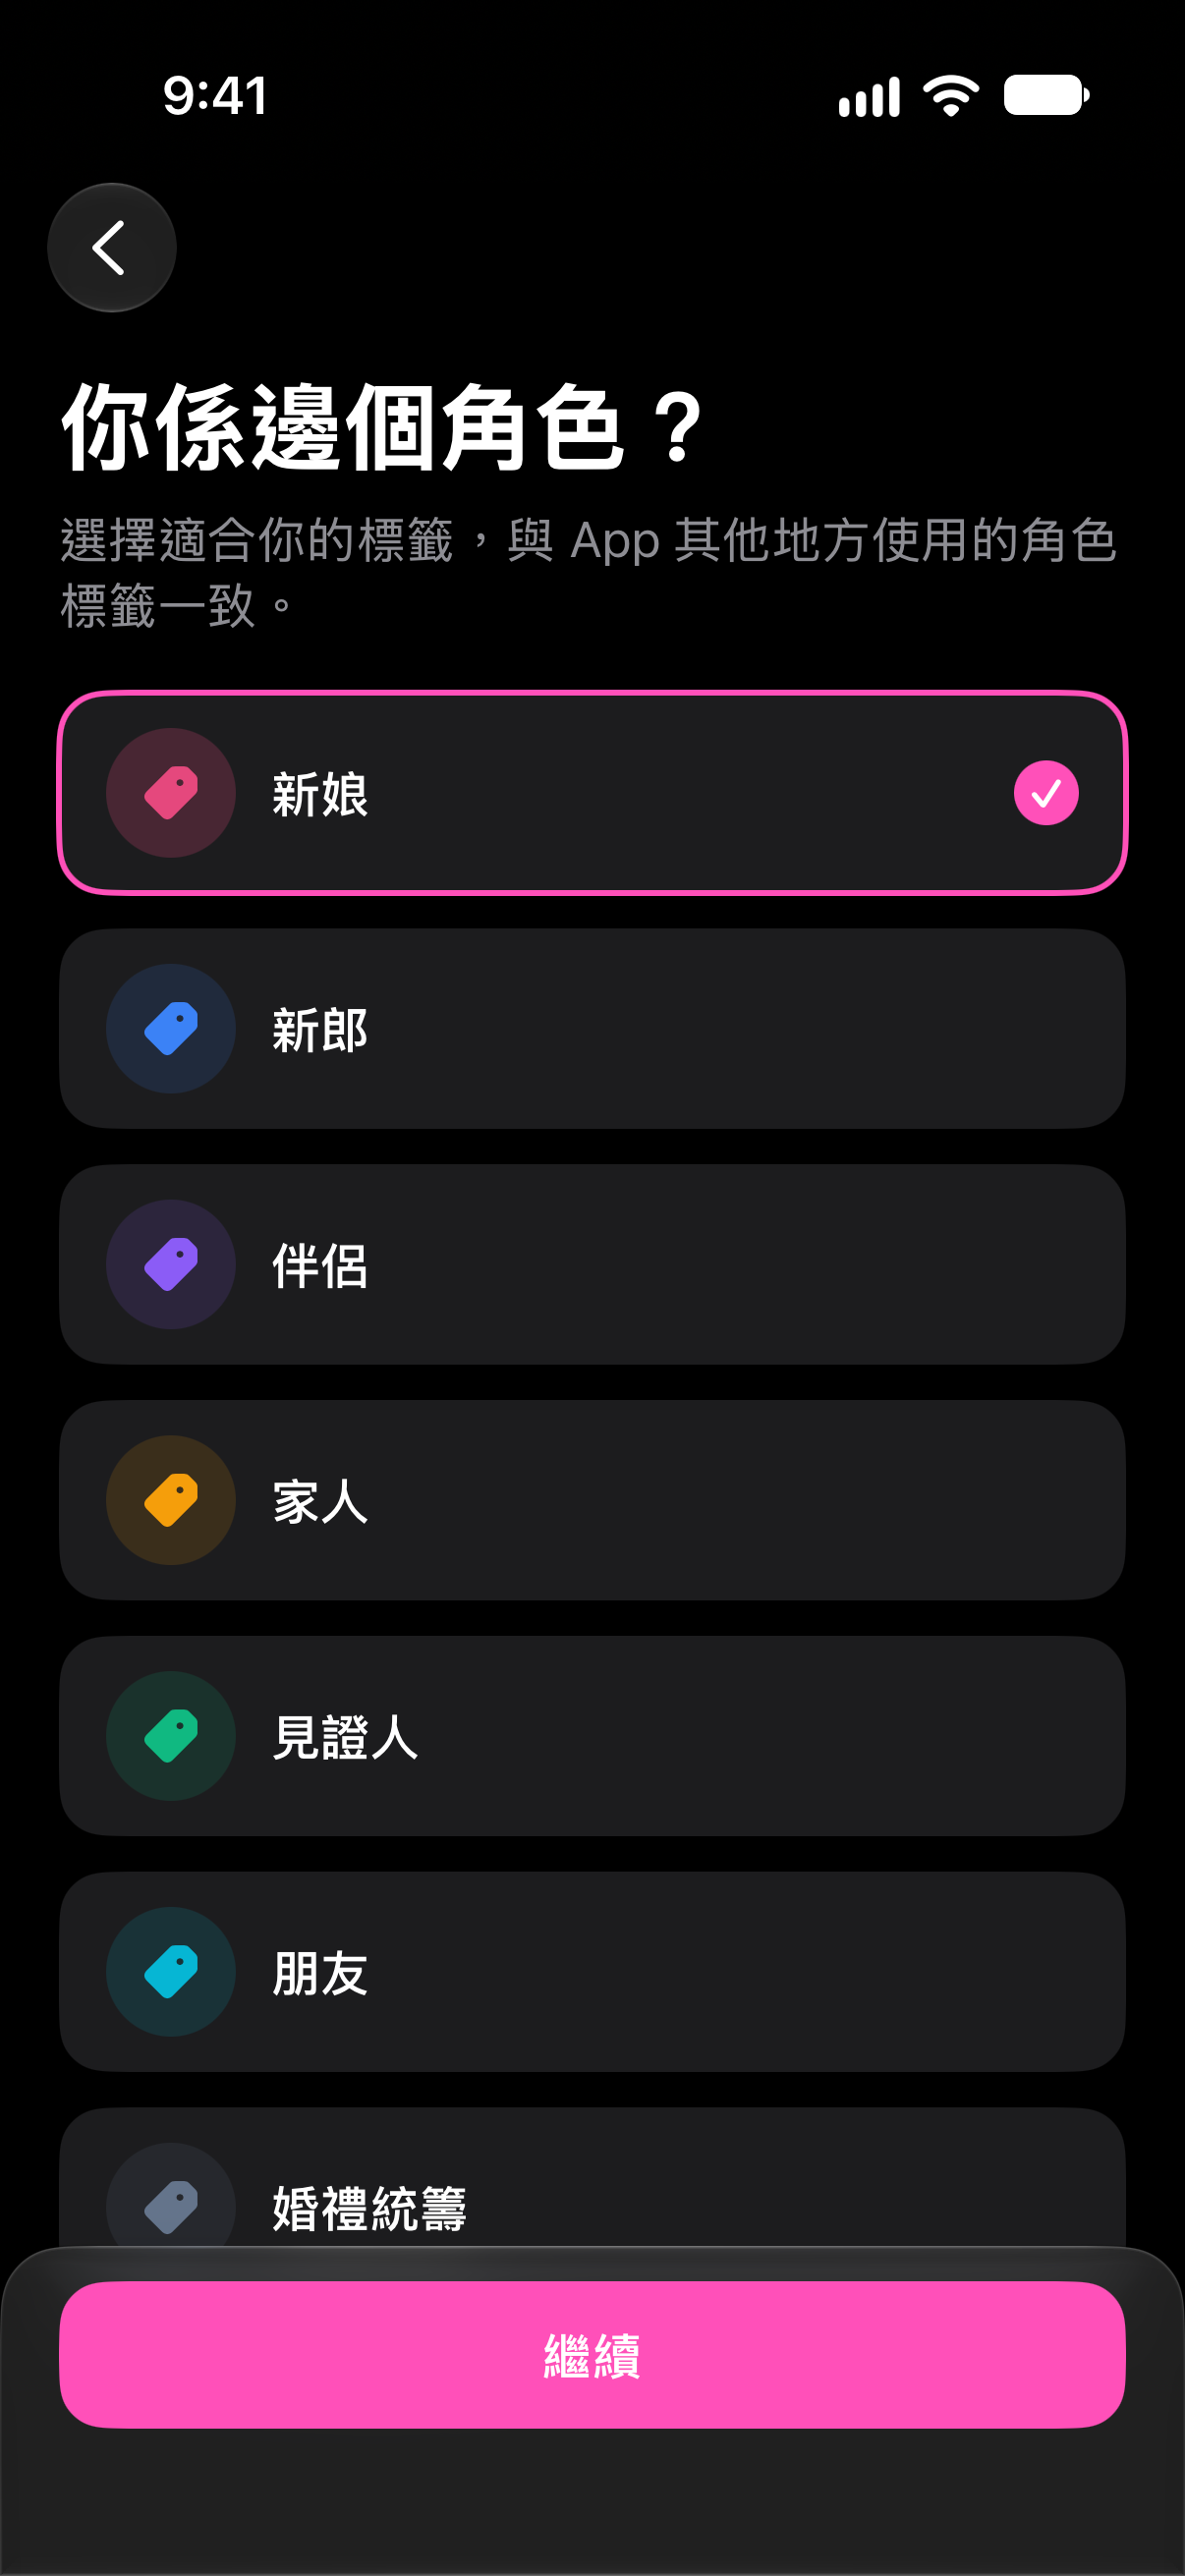 9:41
你係邊個角色？
選擇適合你的標籤，與 App 其他地方使用的角色
標籤一致。
新娘
新郎
伴侶
家人
見證人
朋友
婚禮統籌
繼續